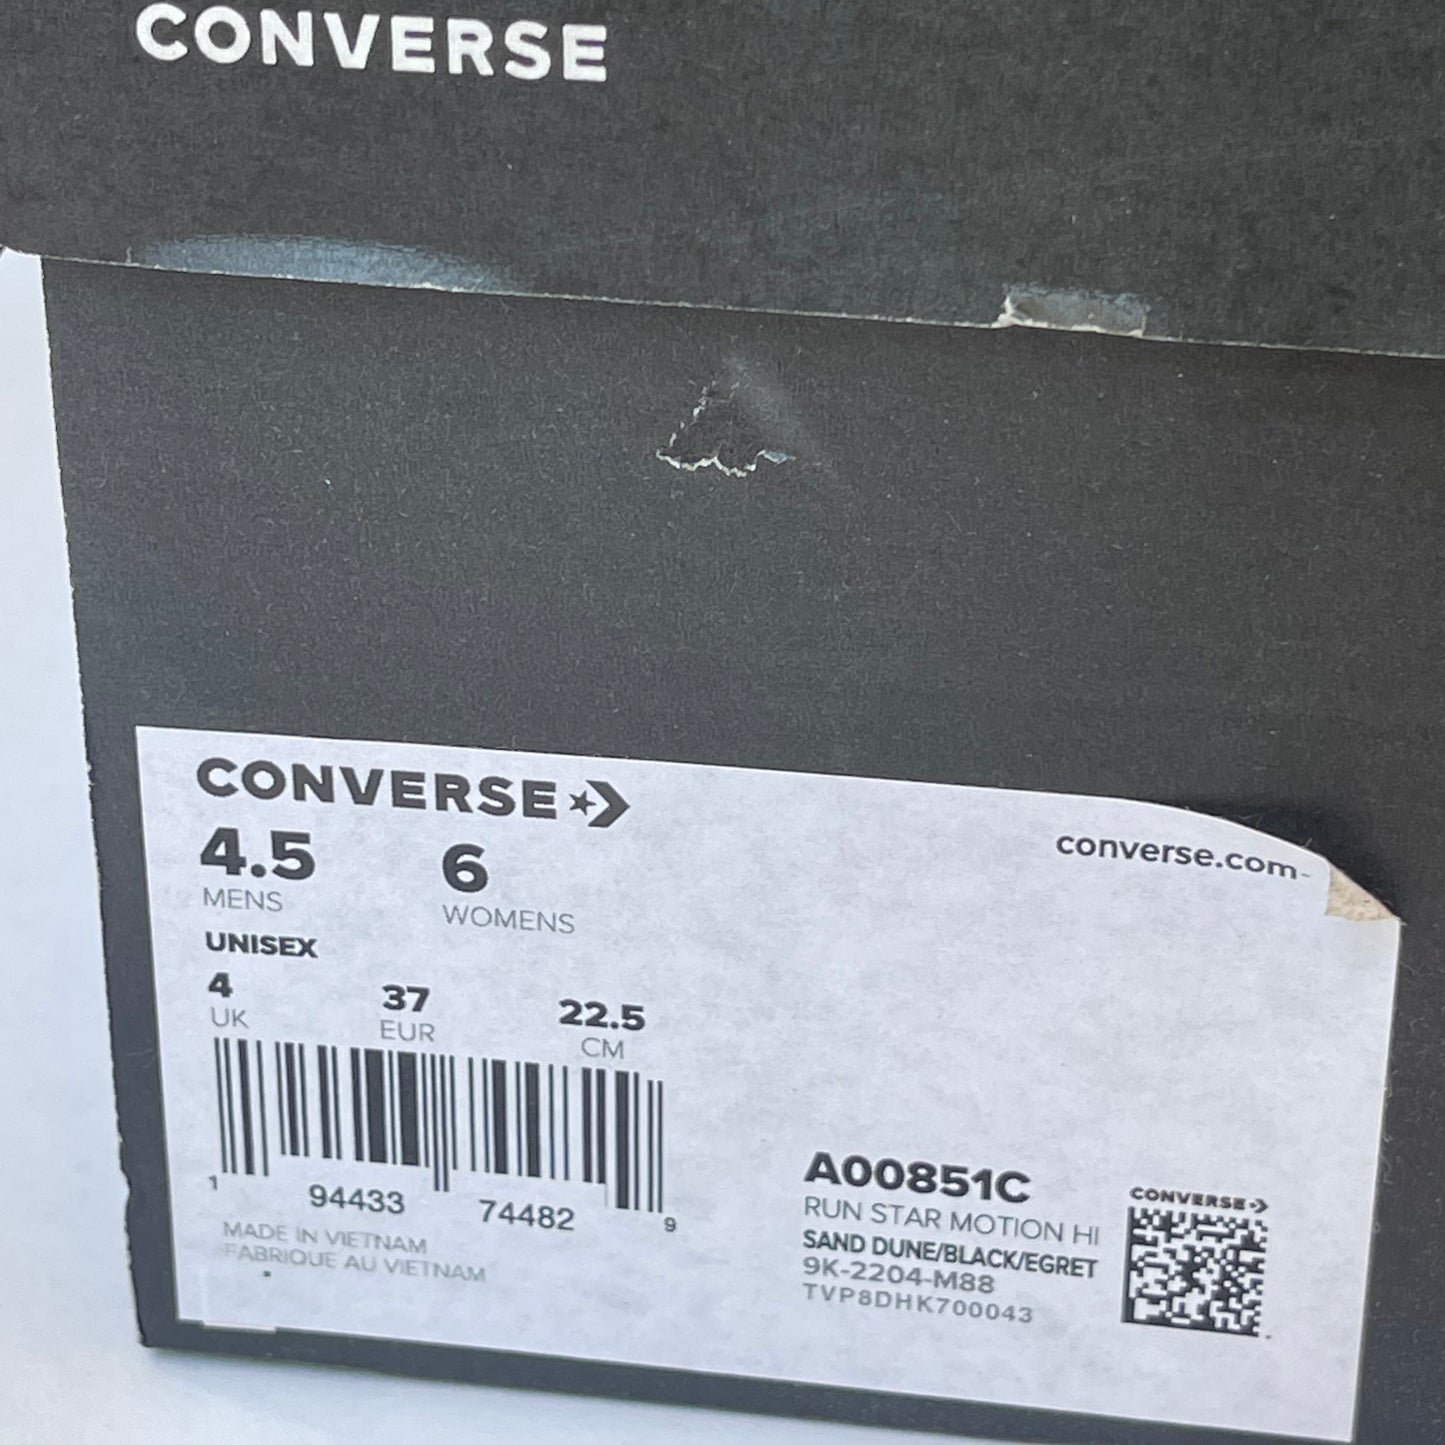 CONVERSE
CONVERSE
converse.com
4.5 6
MENS WOMENS
UNISEX
4 37 22.5
UK EUR CM
1 94433 74482 9
MADE IN VIETNAM
FABRIQUE AU VIETNAM
A00851C
RUN STAR MOTION HI
SAND DUNE/BLACK/EGRET
9K-2204-M88
TVP8DHK700043
CONVERSE